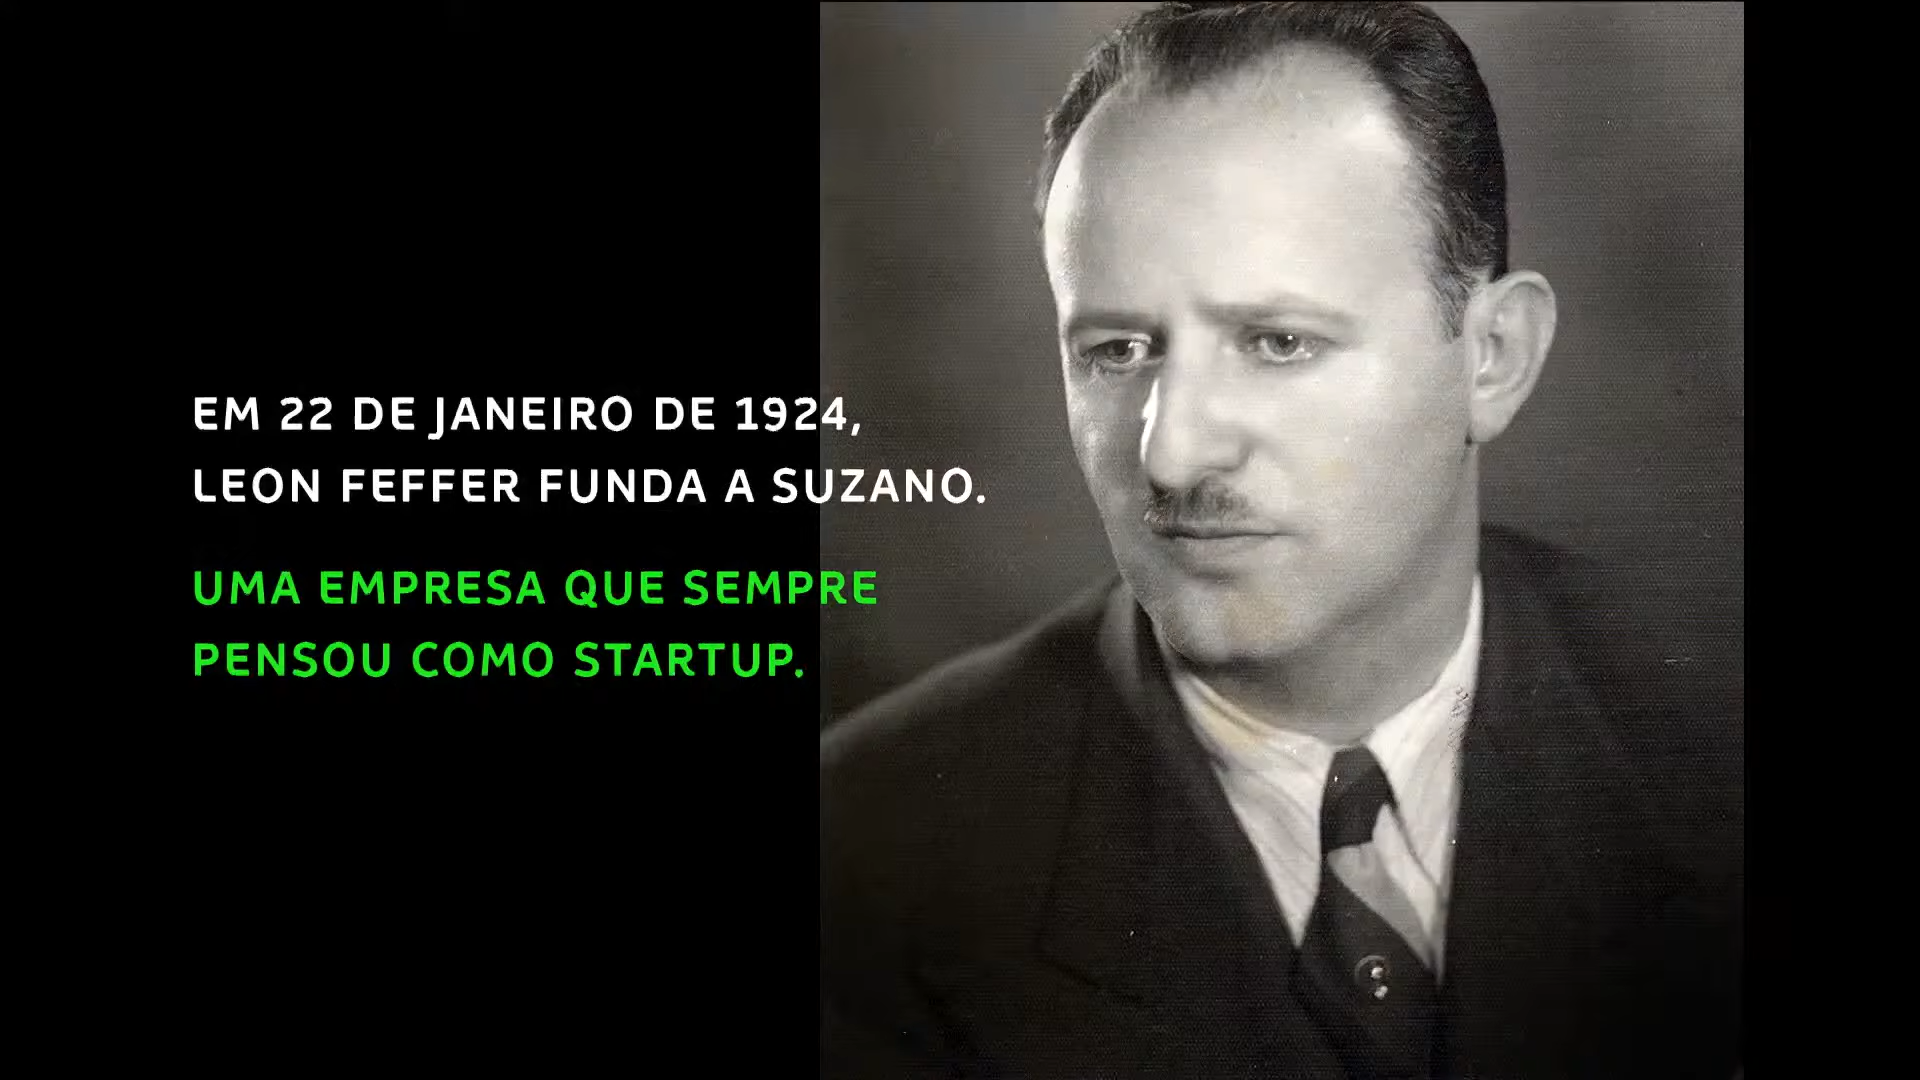 EM 22 DE JANEIRO DE 1924,
LEON FEFFER FUNDA A SUZANO.
UMA EMPRESA QUE SEMPRE
PENSOU COMO STARTUP.